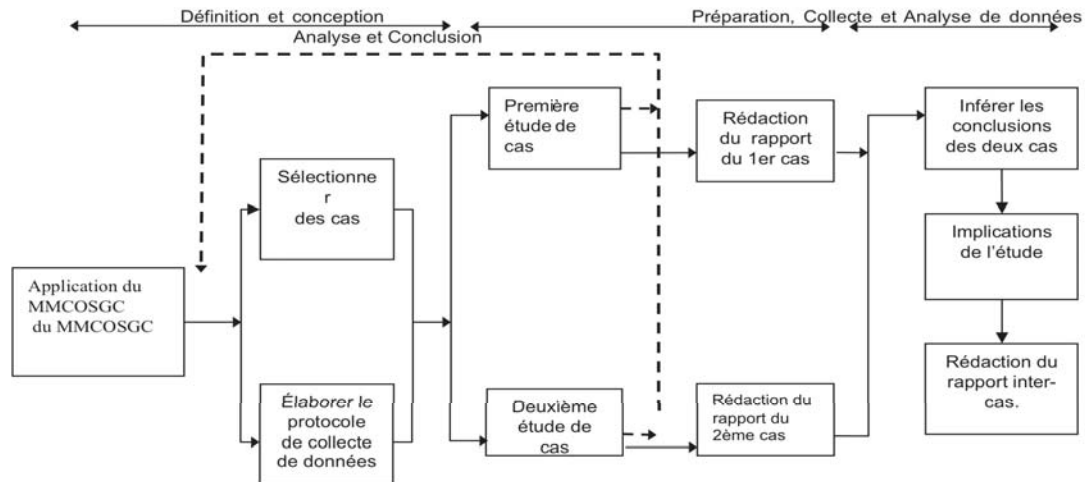 Définition et conception
Préparation, Collecte et Analyse de données
Analyse et Conclusion
Application du
MMCOSGC
du MMCOSGC
Sélectionne
r
des cas
Élaborer le
protocole
de collecte
de données
Première
étude de
cas
Deuxième
étude de
cas
Rédaction
du rapport
du 1er cas
Rédaction du
rapport du
2ème cas
Inférer les
conclusions
des deux cas
Implications
de l'étude
Rédaction du
rapport inter-
cas.